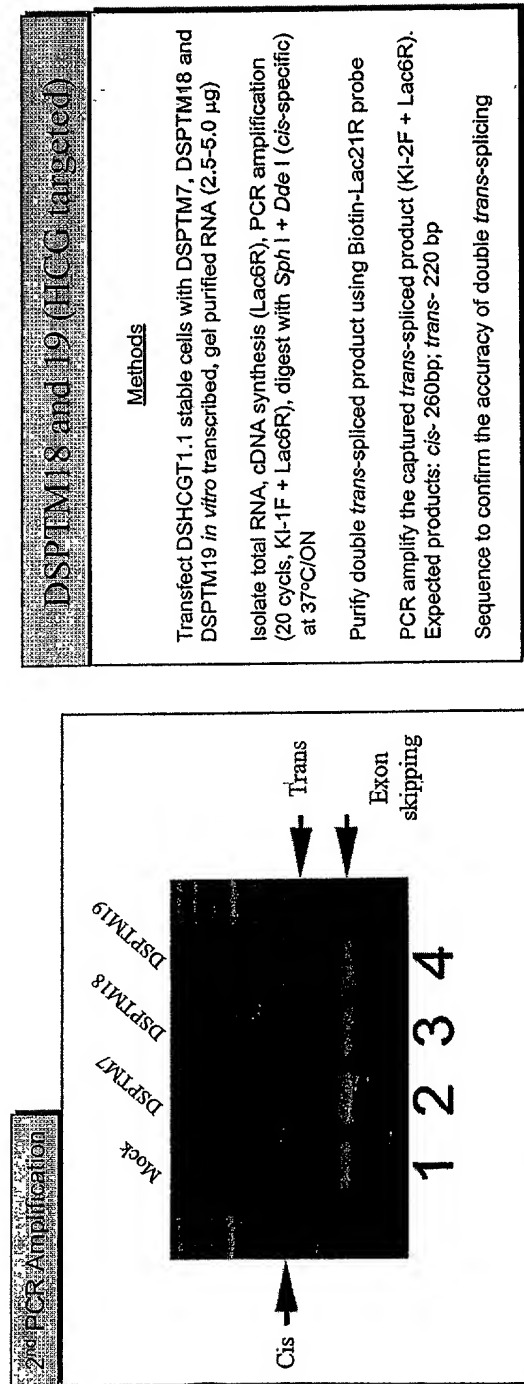 DSPTM18 and 19 (HCG targeted)
Methods
Transfect DSHCGT1.1 stable cells with DSPTM7, DSPTM18 and
DSPTM19 in vitro transcribed, gel purified RNA (2.5-5.0 µg)
Isolate total RNA, cDNA synthesis (Lac6R), PCR amplification
(20 cycls, KI-1F + Lac6R), digest with Sph I + Dde I (cis-specific)
at 37°C/ON
Purify double trans-spliced product using Biotin-Lac21R probe
PCR amplify the captured trans-spliced product (KI-2F + Lac6R).
Expected products: cis- 260bp; trans- 220 bp
Sequence to confirm the accuracy of double trans-splicing
2nd PCR Amplification
Mock
DSPTM7
DSPTM18
DSPTM19
Cis
Trans
Exon
skipping
1 2 3 4